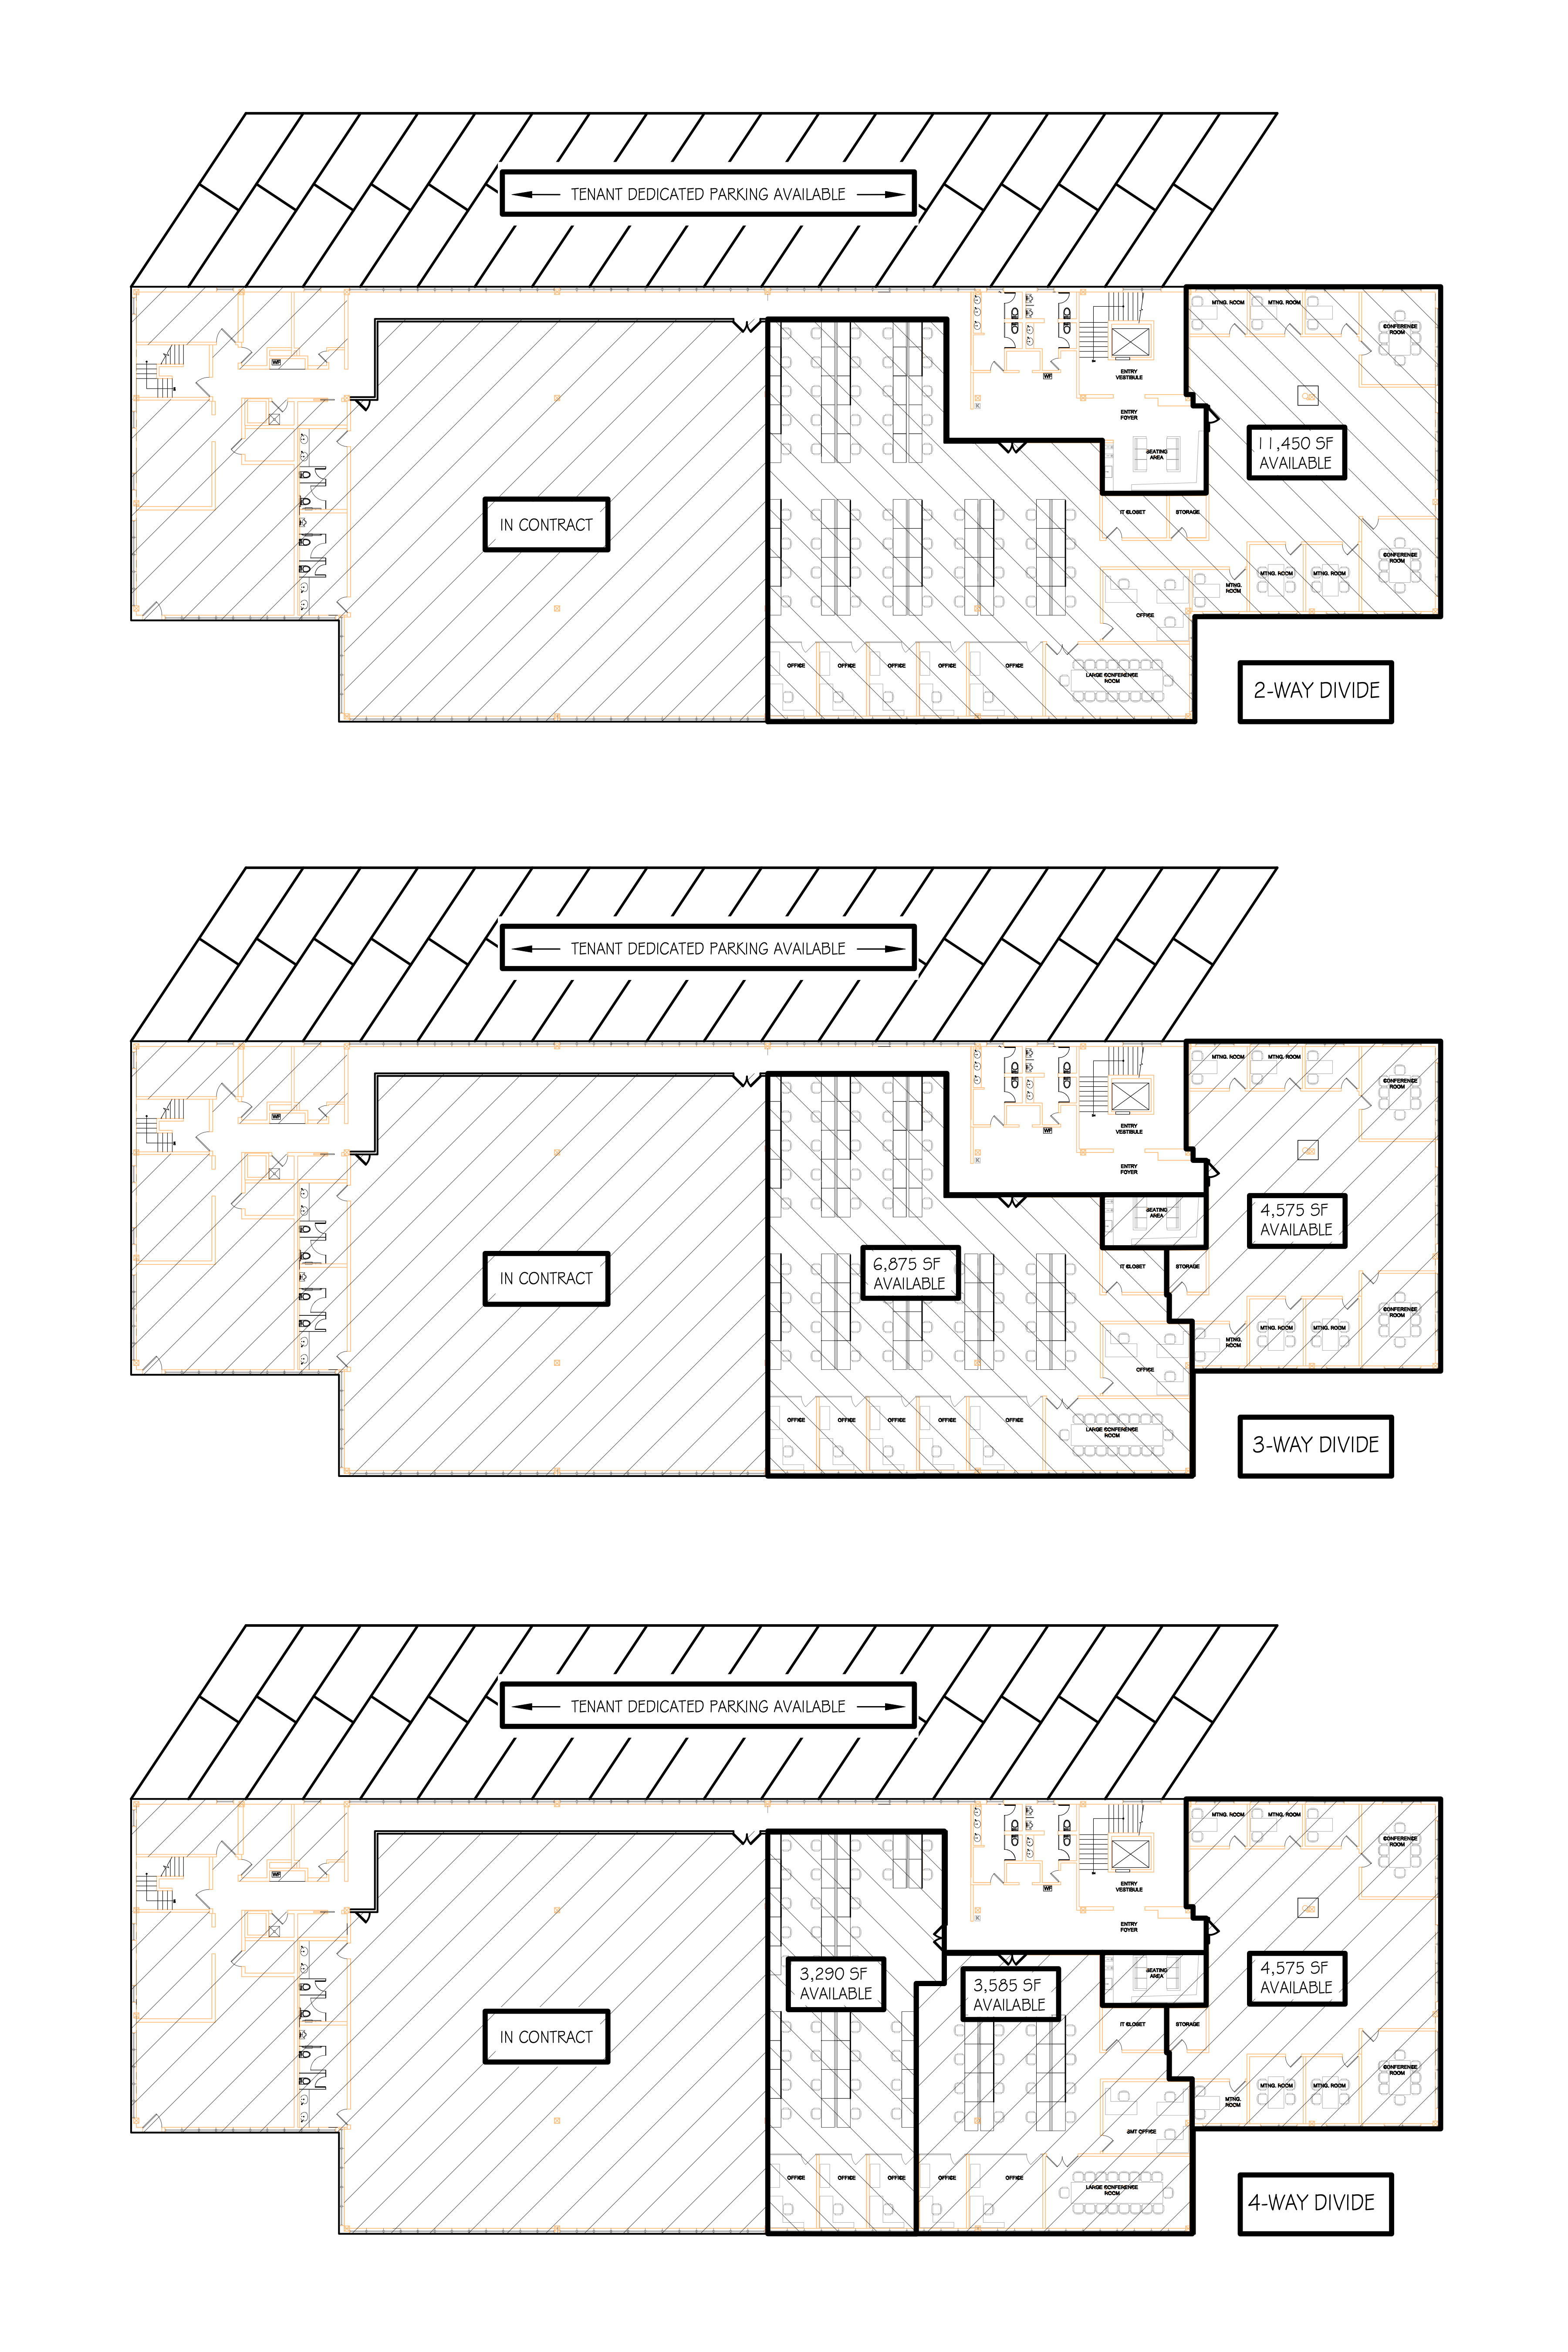 TENANT DEDICATED PARKING AVAILABLE
MTNG. ROOM
MTNG. ROOM
CONFERENCE
ROOM
WF
WF
ENTRY
VESTIBULE
ENTRY
FOYER
11,450 SF
AVAILABLE
SEATING
AREA
IN CONTRACT
IT CLOSET
STORAGE
CONFERENCE
ROOM
MTNG. ROOM
MTNG. ROOM
MTNG.
ROOM
OFFICE
OFFICE
OFFICE
OFFICE
OFFICE
OFFICE
LARGE CONFERENCE
ROOM
2-WAY DIVIDE
TENANT DEDICATED PARKING AVAILABLE
MTNG. ROOM
MTNG. ROOM
CONFERENCE
ROOM
WF
WF
ENTRY
VESTIBULE
ENTRY
FOYER
4,575 SF
AVAILABLE
SEATING
AREA
6,875 SF
AVAILABLE
IN CONTRACT
IT CLOSET
STORAGE
CONFERENCE
ROOM
MTNG. ROOM
MTNG. ROOM
MTNG.
ROOM
OFFICE
OFFICE
OFFICE
OFFICE
OFFICE
OFFICE
LARGE CONFERENCE
ROOM
3-WAY DIVIDE
TENANT DEDICATED PARKING AVAILABLE
MTNG. ROOM
MTNG. ROOM
CONFERENCE
ROOM
WF
WF
ENTRY
VESTIBULE
ENTRY
FOYER
3,290 SF
AVAILABLE
3,585 SF
AVAILABLE
4,575 SF
AVAILABLE
SEATING
AREA
IN CONTRACT
IT CLOSET
STORAGE
CONFERENCE
ROOM
MTNG. ROOM
MTNG. ROOM
MTNG.
ROOM
SMT OFFICE
OFFICE
OFFICE
OFFICE
OFFICE
OFFICE
LARGE CONFERENCE
ROOM
4-WAY DIVIDE